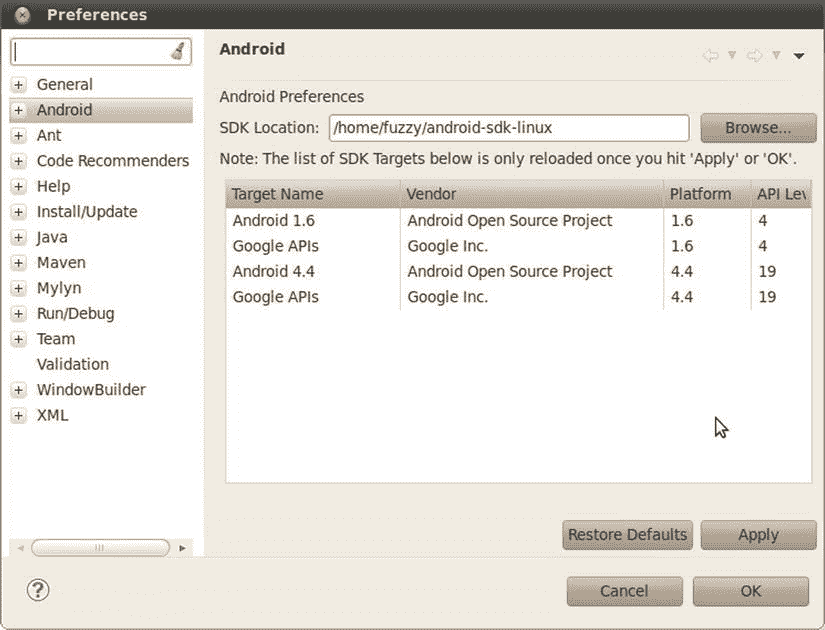 Preferences
Android
General
Android
Ant
Code Recommenders
Help
Install/Update
Java
Maven
Mylyn
Run/Debug
Team
Validation
WindowBuilder
XML
Android Preferences
SDK Location: /home/fuzzy/android-sdk-linux Browse...
Note: The list of SDK Targets below is only reloaded once you hit 'Apply' or 'OK'.
Target Name Vendor Platform API Lev
Android 1.6 Android Open Source Project 1.6 4
Google APIs Google Inc. 1.6 4
Android 4.4 Android Open Source Project 4.4 19
Google APIs Google Inc. 4.4 19
Restore Defaults Apply
? Cancel OK